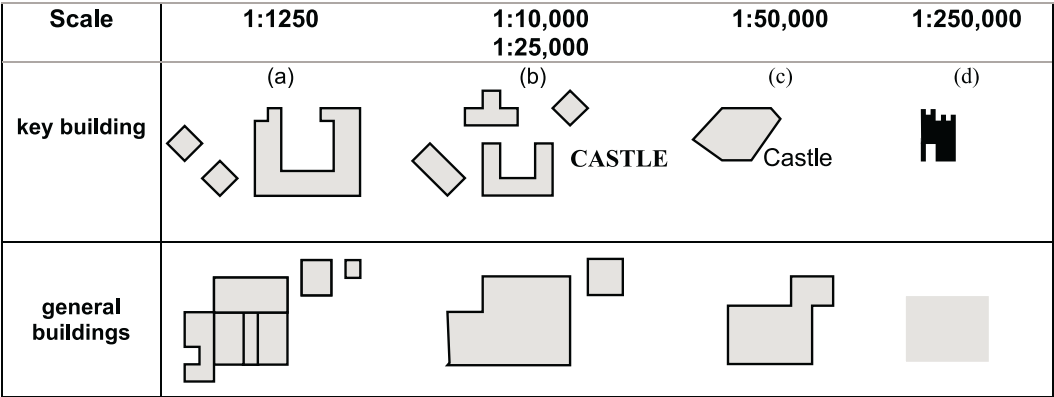 Scale 1:1250 1:10,000 1:50,000 1:250,000
1:25,000
(a) (b) (c) (d)
key building
CASTLE Castle
general
buildings